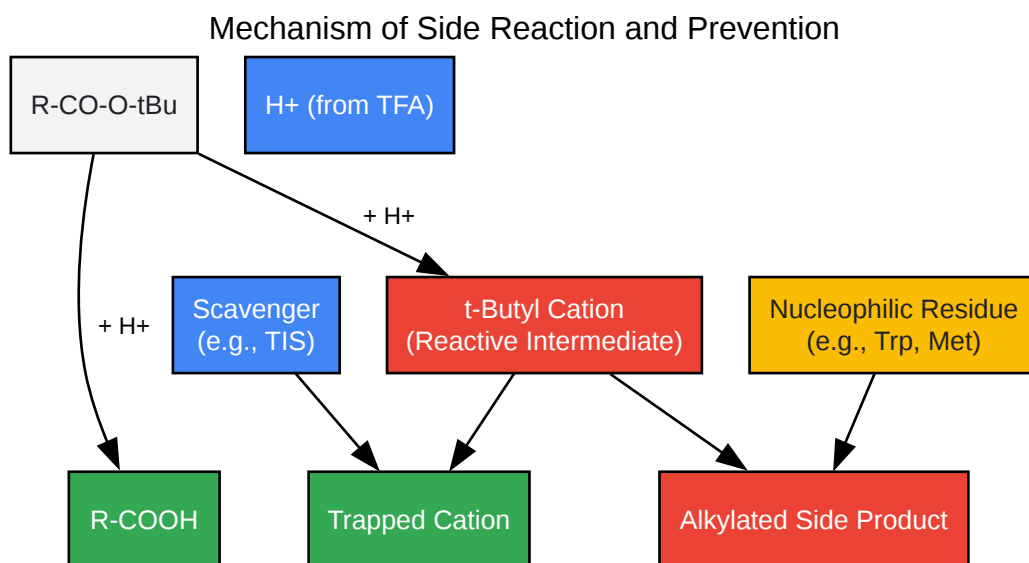 Mechanism of Side Reaction and Prevention
R-CO-O-tBu
H+ (from TFA)
+ H+
+ H+
Scavenger
(e.g., TIS)
t-Butyl Cation
(Reactive Intermediate)
Nucleophilic Residue
(e.g., Trp, Met)
R-COOH
Trapped Cation
Alkylated Side Product